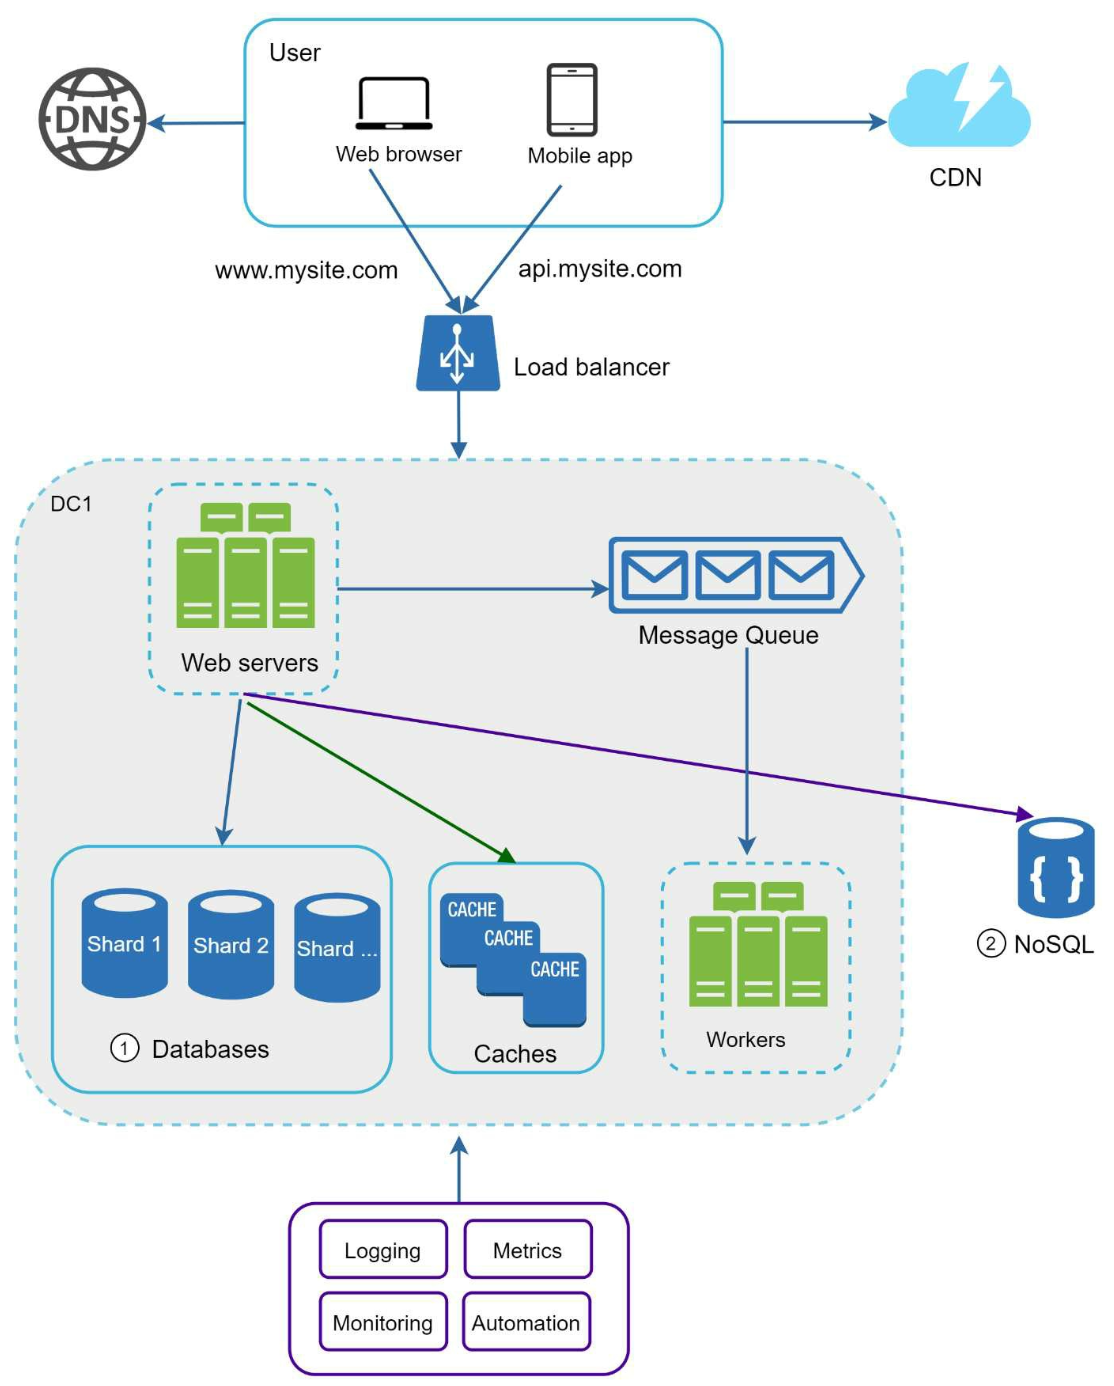 User
DNS
Web browser
Mobile app
CDN
www.mysite.com
api.mysite.com
Load balancer
DC1
Web servers
Message Queue
Shard 1
Shard 2
Shard ...
1 Databases
CACHE
CACHE
CACHE
Caches
Workers
{ }
2 NoSQL
Logging
Metrics
Monitoring
Automation